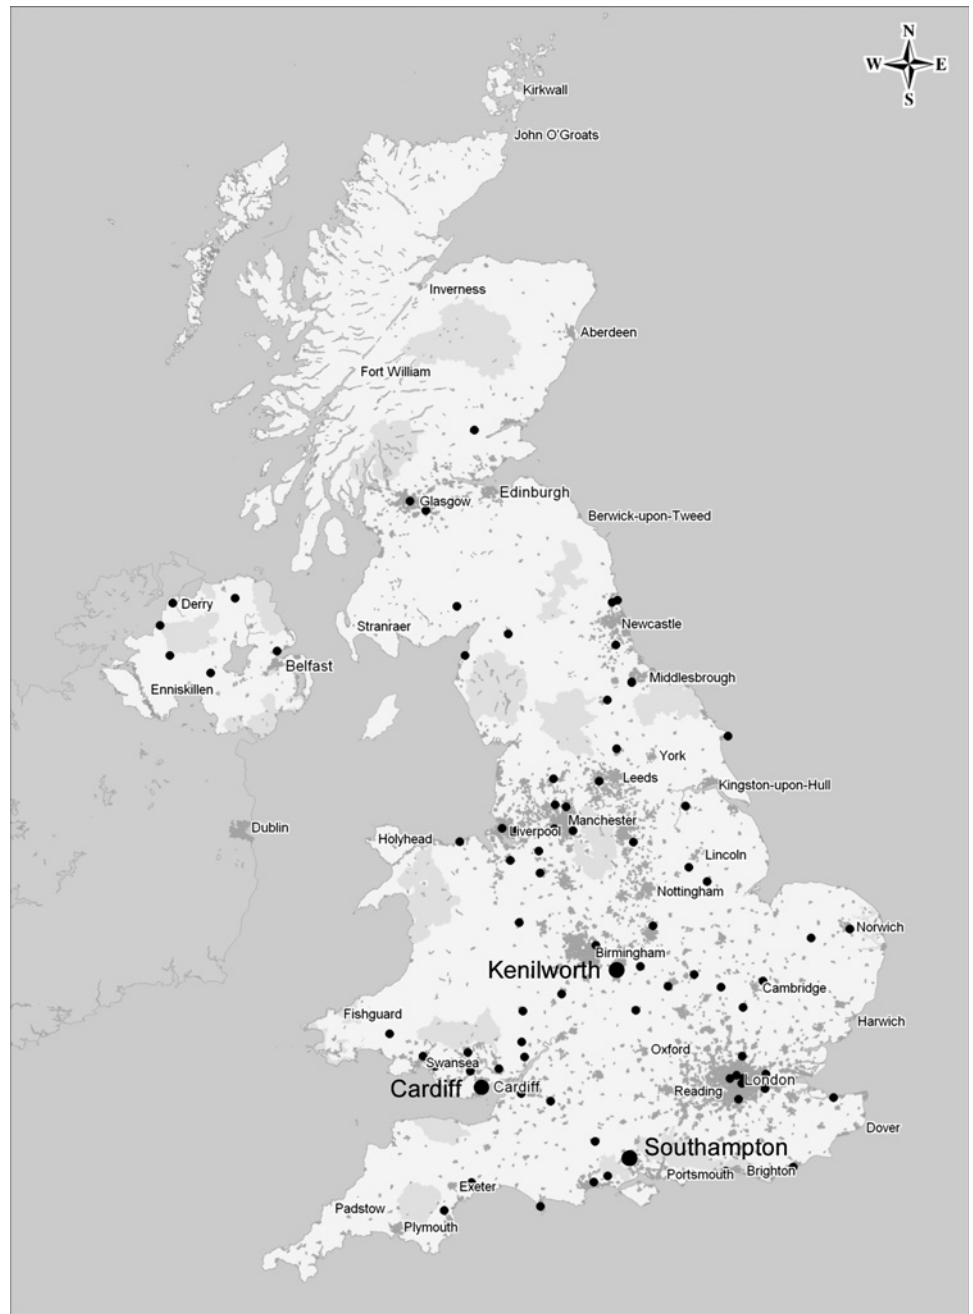 N
W E
S
Kirkwall
John O'Groats
Inverness
Aberdeen
Fort William
Edinburgh
Glasgow
Berwick-upon-Tweed
Derry
Stranraer
Newcastle
Belfast
Middlesbrough
Enniskillen
York
Leeds
Kingston-upon-Hull
Dublin
Manchester
Liverpool
Holyhead
Lincoln
Nottingham
Norwich
Birmingham
Kenilworth
Cambridge
Fishguard
Harwich
Oxford
Swansea
London
Cardiff
Cardiff
Reading
Dover
Southampton
Portsmouth
Brighton
Exeter
Padstow
Plymouth